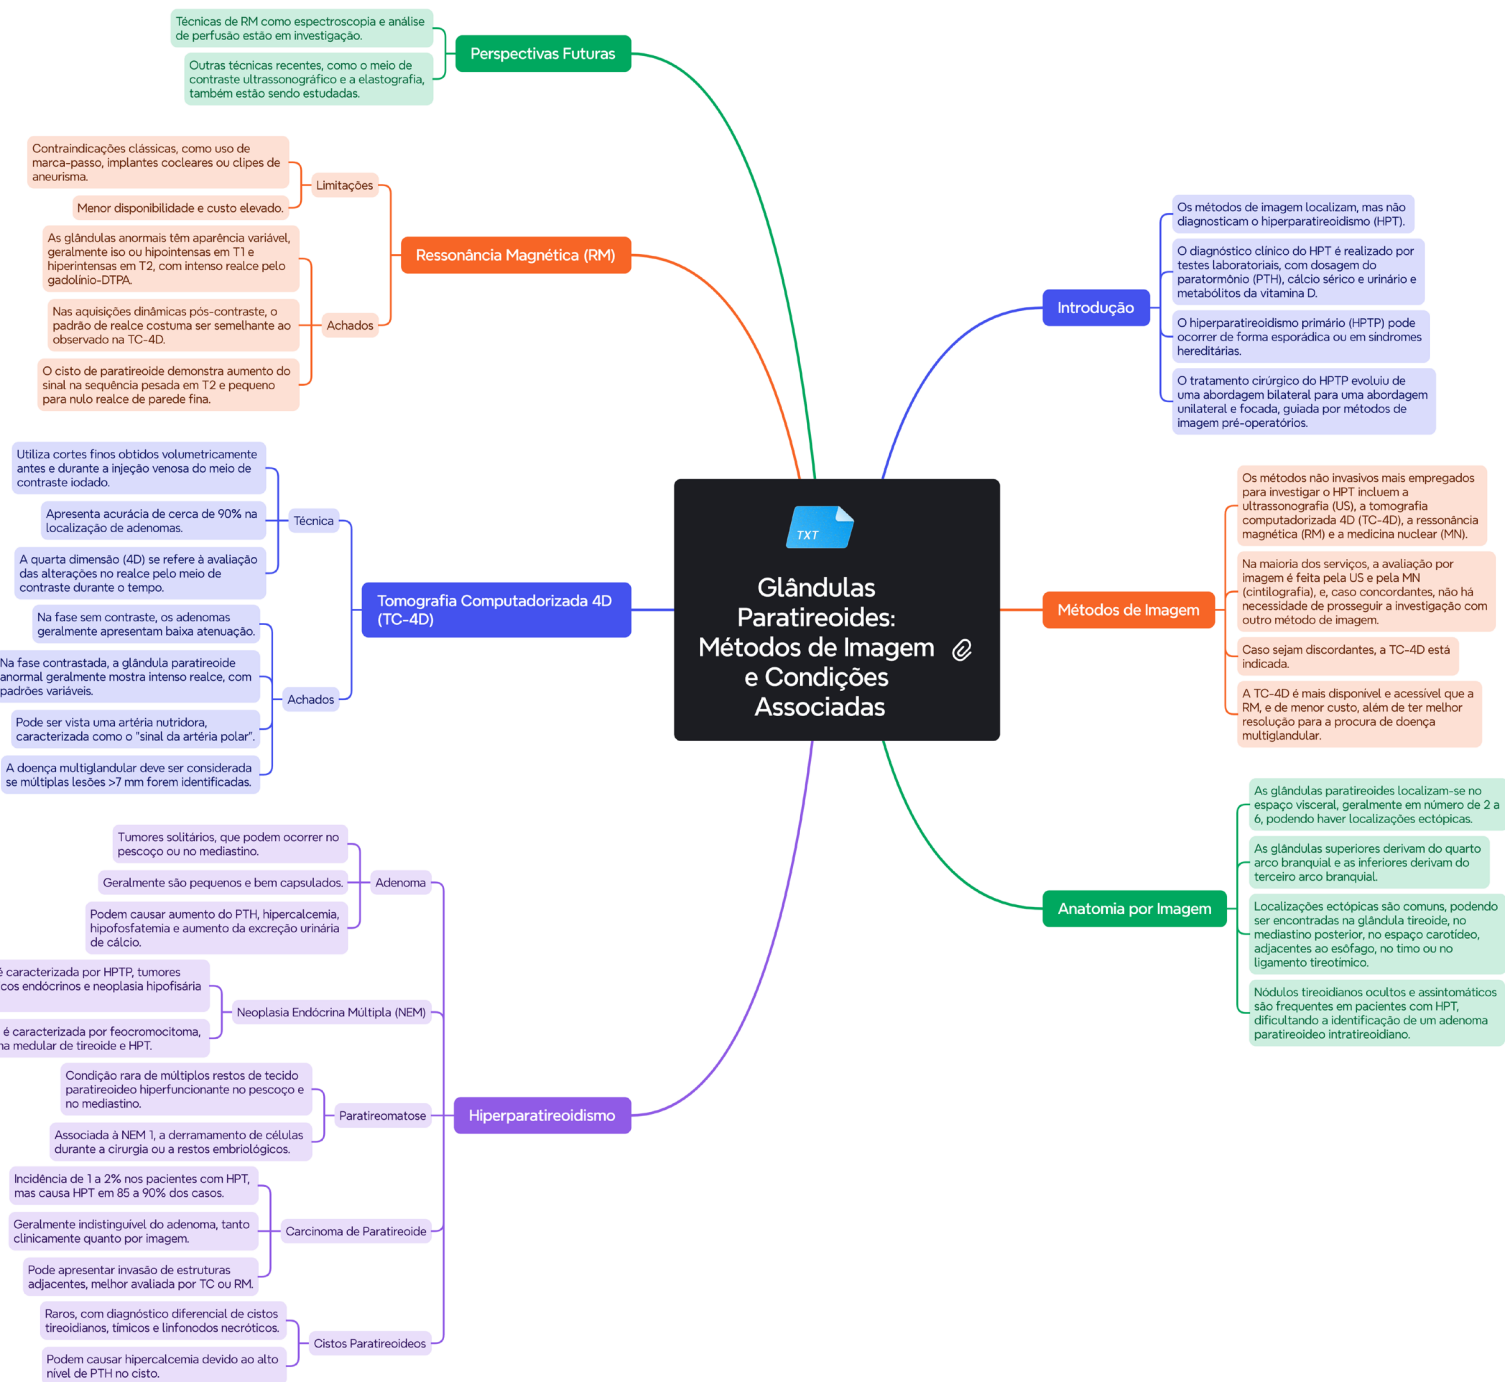 TXT
Glândulas
Paratireoides:
Métodos de Imagem
e Condições
Associadas
Introdução
Os métodos de imagem localizam, mas não
diagnosticam o hiperparatireoidismo (HPT).
O diagnóstico clínico do HPT é realizado por
testes laboratoriais, com dosagem do
paratormônio (PTH), cálcio sérico e urinário e
metabólitos da vitamina D.
O hiperparatireoidismo primário (HPTP) pode
ocorrer de forma esporádica ou em síndromes
hereditárias.
O tratamento cirúrgico do HPTP evoluiu de
uma abordagem bilateral para uma abordagem
unilateral e focada, guiada por métodos de
imagem pré-operatórios.
Métodos de Imagem
Os métodos não invasivos mais empregados
para investigar o HPT incluem a
ultrassonografia (US), a tomografia
computadorizada 4D (TC-4D), a ressonância
magnética (RM) e a medicina nuclear (MN).
Na maioria dos serviços, a avaliação por
imagem é feita pela US e pela MN
(cintilografia), e, caso concordantes, não há
necessidade de prosseguir a investigação com
outro método de imagem.
Caso sejam discordantes, a TC-4D está
indicada.
A TC-4D é mais disponível e acessível que a
RM, e de menor custo, além de ter melhor
resolução para a procura de doença
multiglandular.
Anatomia por Imagem
As glândulas paratireoides localizam-se no
espaço visceral, geralmente em número de 2 a
6, podendo haver localizações ectópicas.
As glândulas superiores derivam do quarto
arco branquial e as inferiores derivam do
terceiro arco branquial.
Localizações ectópicas são comuns, podendo
ser encontradas na glândula tireoide, no
mediastino posterior, no espaço carotídeo,
adjacentes ao esôfago, no timo ou no
ligamento tireotímico.
Nódulos tireoidianos ocultos e assintomáticos
são frequentes em pacientes com HPT,
dificultando a identificação de um adenoma
paratireoideo intratireoidiano.
Perspectivas Futuras
Técnicas de RM como espectroscopia e análise
de perfusão estão em investigação.
Outras técnicas recentes, como o meio de
contraste ultrassonográfico e a elastografia,
também estão sendo estudadas.
Ressonância Magnética (RM)
Limitações
Contraindicações clássicas, como uso de
marca-passo, implantes cocleares ou clipes de
aneurisma.
Menor disponibilidade e custo elevado.
Achados
As glândulas anormais têm aparência variável,
geralmente iso ou hipointensas em T1 e
hiperintensas em T2, com intenso realce pelo
gadolínio-DTPA.
Nas aquisições dinâmicas pós-contraste, o
padrão de realce costuma ser semelhante ao
observado na TC-4D.
O cisto de paratireoide demonstra aumento do
sinal na sequência pesada em T2 e pequeno
para nulo realce de parede fina.
Tomografia Computadorizada 4D
(TC-4D)
Técnica
Utiliza cortes finos obtidos volumetricamente
antes e durante a injeção venosa do meio de
contraste iodado.
Apresenta acurácia de cerca de 90% na
localização de adenomas.
A quarta dimensão (4D) se refere à avaliação
das alterações no realce pelo meio de
contraste durante o tempo.
Achados
Na fase sem contraste, os adenomas
geralmente apresentam baixa atenuação.
Na fase contrastada, a glândula paratireoide
anormal geralmente mostra intenso realce, com
padrões variáveis.
Pode ser vista uma artéria nutridora,
caracterizada como o "sinal da artéria polar".
A doença multiglandular deve ser considerada
se múltiplas lesões >7 mm forem identificadas.
Hiperparatireoidismo
Adenoma
Tumores solitários, que podem ocorrer no
pescoço ou no mediastino.
Geralmente são pequenos e bem capsulados.
Podem causar aumento do PTH, hipercalcemia,
hipofosfatemia e aumento da excreção urinária
de cálcio.
Neoplasia Endócrina Múltipla (NEM)
é caracterizada por HPTP, tumores
cos endócrinos e neoplasia hipofisária
é caracterizada por feocromocitoma,
na medular de tireoide e HPT.
Paratireomatose
Condição rara de múltiplos restos de tecido
paratireoideo hiperfuncionante no pescoço e
no mediastino.
Associada à NEM 1, a derramamento de células
durante a cirurgia ou a restos embriológicos.
Carcinoma de Paratireoide
Incidência de 1 a 2% nos pacientes com HPT,
mas causa HPT em 85 a 90% dos casos.
Geralmente indistinguível do adenoma, tanto
clinicamente quanto por imagem.
Pode apresentar invasão de estruturas
adjacentes, melhor avaliada por TC ou RM.
Cistos Paratireoideos
Raros, com diagnóstico diferencial de cistos
tireoidianos, tímicos e linfonodos necróticos.
Podem causar hipercalcemia devido ao alto
nível de PTH no cisto.